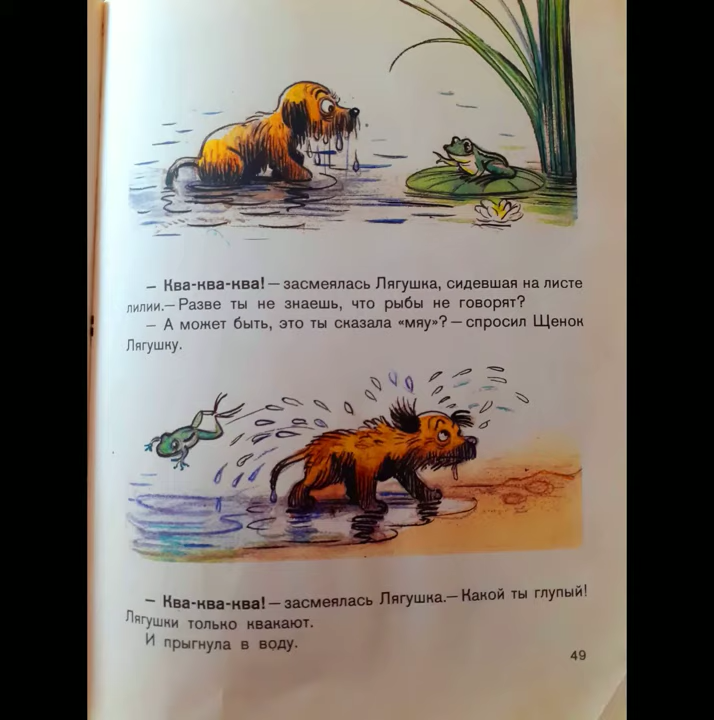 — Ква-ква-ква! — засмеялась Лягушка, сидевшая на листе
лилии.— Разве ты не знаешь, что рыбы не говорят?
— А может быть, это ты сказала «мяу»? — спросил Щенок
Лягушку.
— Ква-ква-ква! — засмеялась Лягушка.— Какой ты глупый!
Лягушки только квакают.
И прыгнула в воду.
49